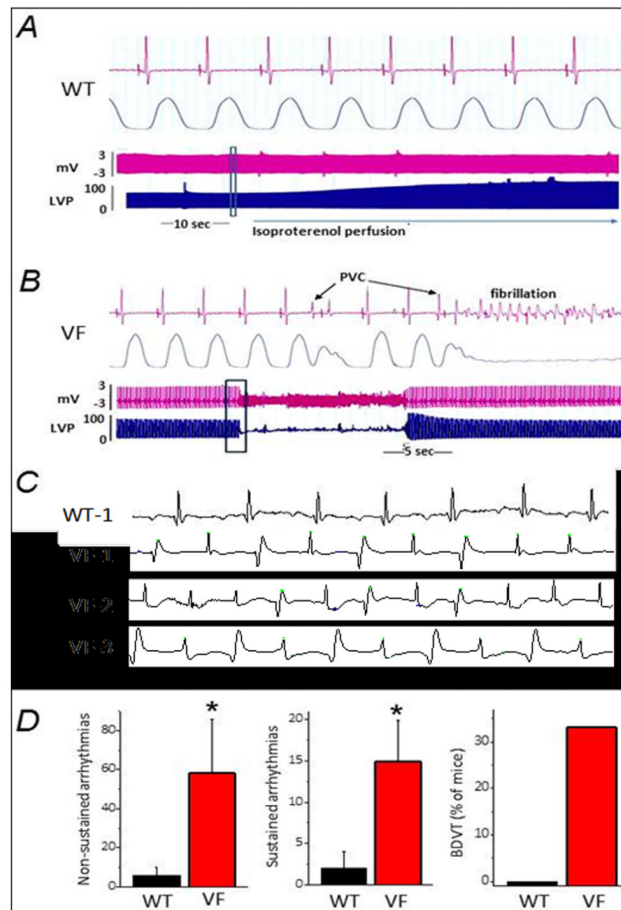 A
WT
mV
3
-3
LVP
100
0
10 sec
Isoproterenol perfusion
B
PVC
fibrillation
VF
mV
3
-3
LVP
100
0
5 sec
C
WT-1
VF-1
VF-2
VF-3
D
Non-sustained arrhythmias
80
60
40
20
0
*
WT
VF
Sustained arrhythmias
20
15
10
5
0
*
WT
VF
BDVT (% of mice)
30
20
10
0
WT
VF